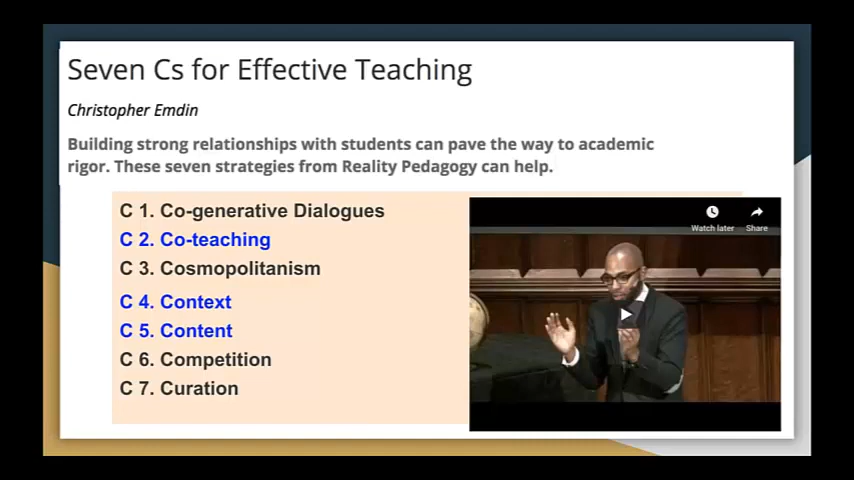 Seven Cs for Effective Teaching
Christopher Emdin
Building strong relationships with students can pave the way to academic
rigor. These seven strategies from Reality Pedagogy can help.
C 1. Co-generative Dialogues
C 2. Co-teaching
C 3. Cosmopolitanism
C 4. Context
C 5. Content
C 6. Competition
C 7. Curation
Watch later
Share